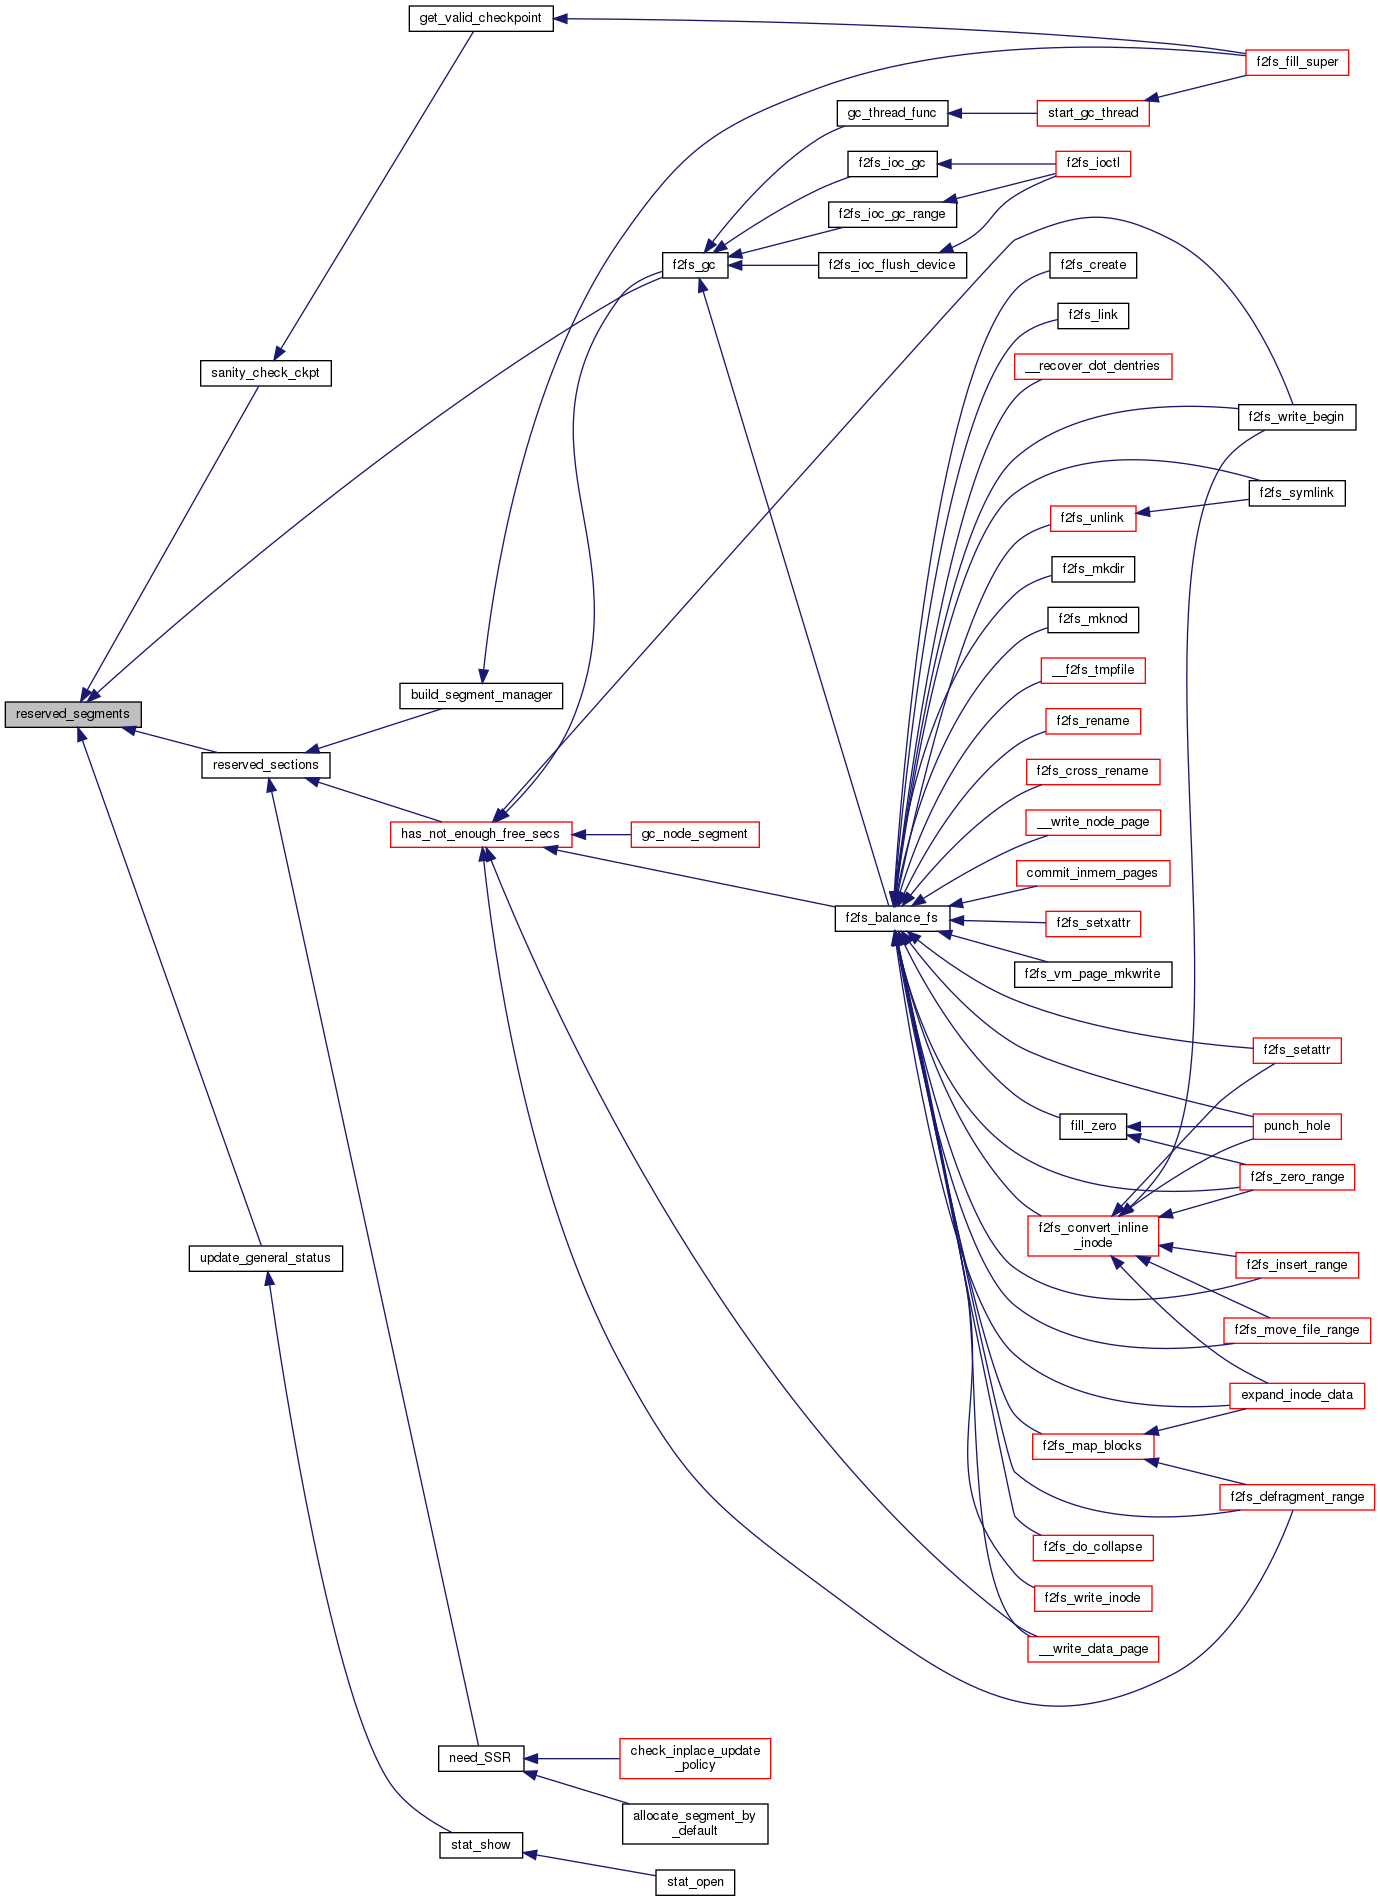 get_valid_checkpoint
f2fs_fill_super
gc_thread_func
start_gc_thread
f2fs_ioc_gc
f2fs_ioctl
f2fs_ioc_gc_range
f2fs_gc
f2fs_ioc_flush_device
f2fs_create
f2fs_link
__recover_dot_dentries
sanity_check_ckpt
f2fs_write_begin
f2fs_symlink
f2fs_unlink
f2fs_mkdir
f2fs_mknod
__f2fs_tmpfile
build_segment_manager
reserved_segments
f2fs_rename
reserved_sections
f2fs_cross_rename
__write_node_page
has_not_enough_free_secs
gc_node_segment
commit_inmem_pages
f2fs_balance_fs
f2fs_setxattr
f2fs_vm_page_mkwrite
f2fs_setattr
fill_zero
punch_hole
f2fs_zero_range
f2fs_convert_inline
_inode
update_general_status
f2fs_insert_range
f2fs_move_file_range
expand_inode_data
f2fs_map_blocks
f2fs_defragment_range
f2fs_do_collapse
f2fs_write_inode
__write_data_page
need_SSR
check_inplace_update
_policy
allocate_segment_by
_default
stat_show
stat_open